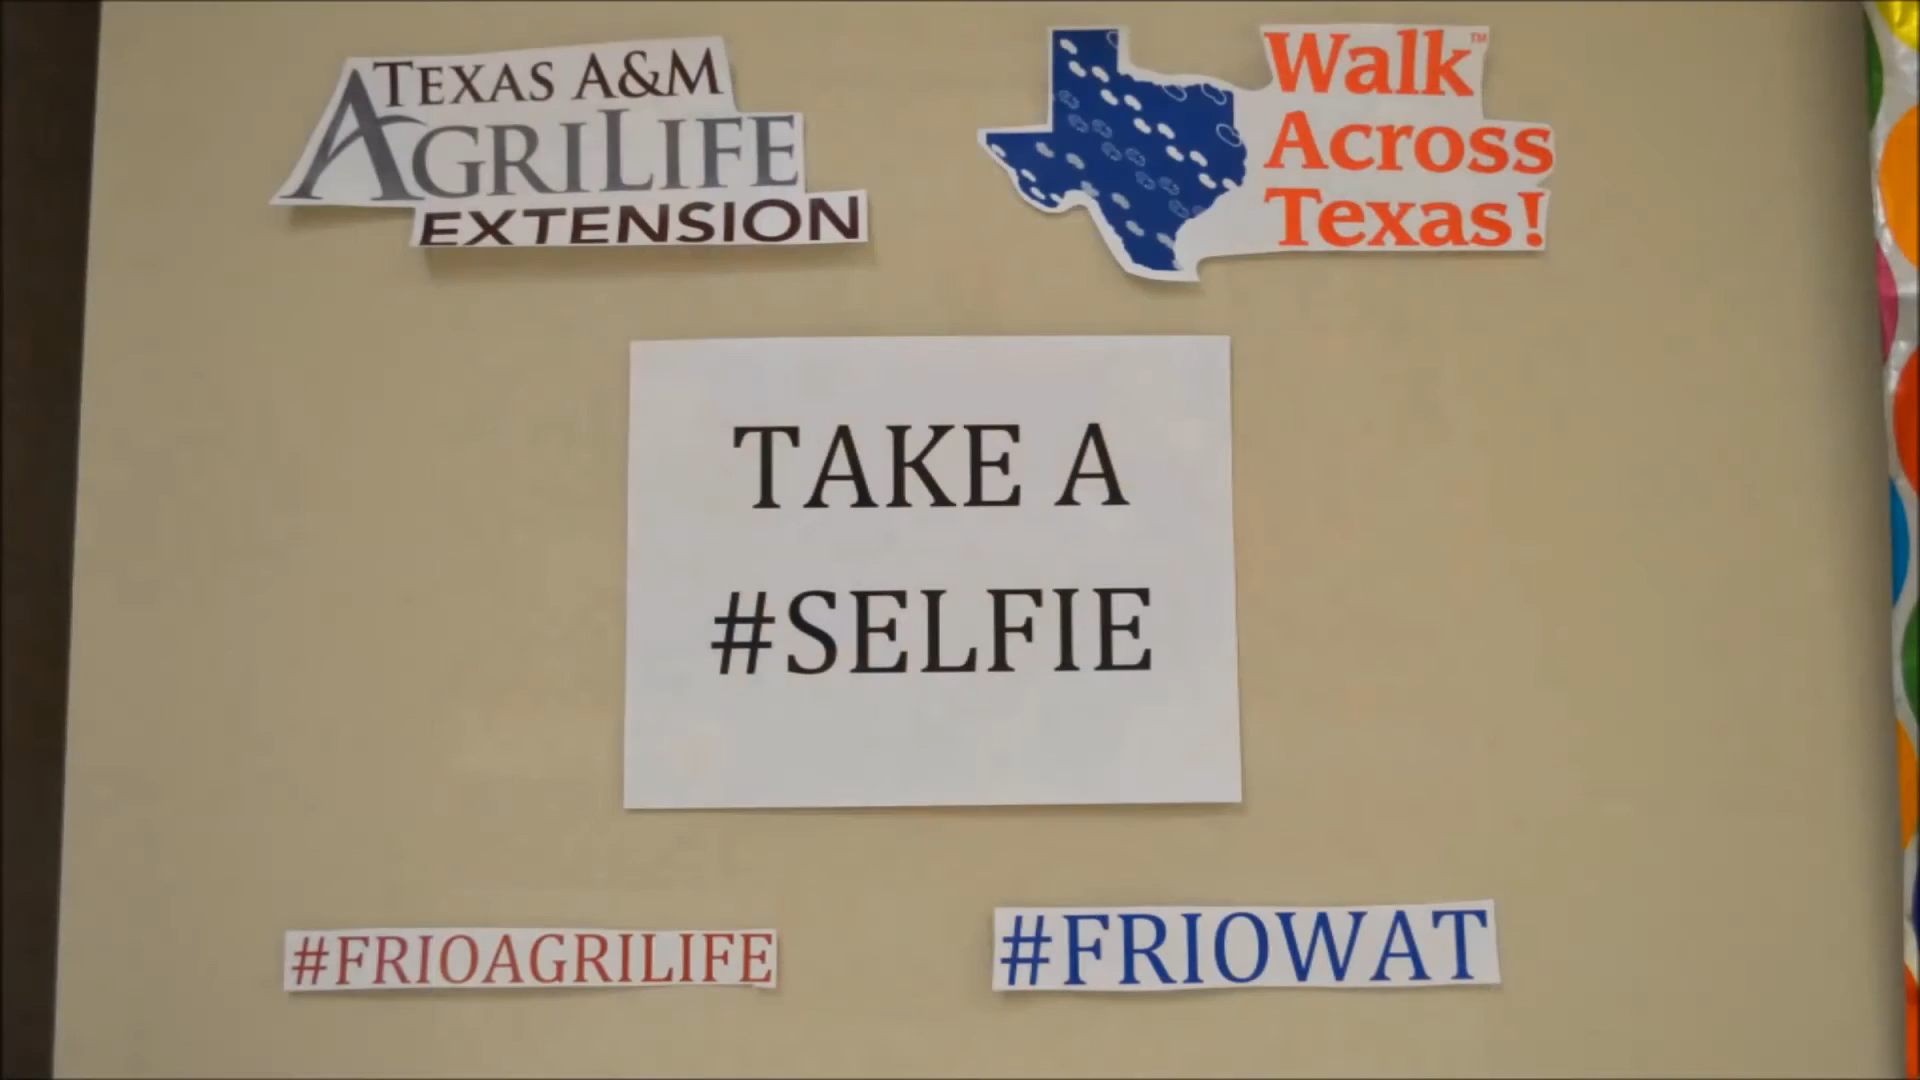 TEXAS A&M
AGRILIFE
EXTENSION
Walk™
Across
Texas!
TAKE A
#SELFIE
#FRIOAGRILIFE
#FRIOWAT